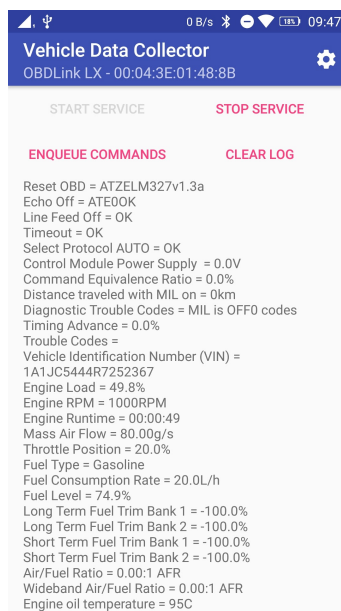 0 B/s 18% 09:47
Vehicle Data Collector
OBDLink LX - 00:04:3E:01:48:8B
START SERVICE STOP SERVICE
ENQUEUE COMMANDS CLEAR LOG
Reset OBD = ATZELM327v1.3a
Echo Off = ATE0OK
Line Feed Off = OK
Timeout = OK
Select Protocol AUTO = OK
Control Module Power Supply  = 0.0V
Command Equivalence Ratio = 0.0%
Distance traveled with MIL on = 0km
Diagnostic Trouble Codes = MIL is OFF0 codes
Timing Advance = 0.0%
Trouble Codes =
Vehicle Identification Number (VIN) =
1A1JC5444R7252367
Engine Load = 49.8%
Engine RPM = 1000RPM
Engine Runtime = 00:00:49
Mass Air Flow = 80.00g/s
Throttle Position = 20.0%
Fuel Type = Gasoline
Fuel Consumption Rate = 20.0L/h
Fuel Level = 74.9%
Long Term Fuel Trim Bank 1 = -100.0%
Long Term Fuel Trim Bank 2 = -100.0%
Short Term Fuel Trim Bank 1 = -100.0%
Short Term Fuel Trim Bank 2 = -100.0%
Air/Fuel Ratio = 0.00:1 AFR
Wideband Air/Fuel Ratio = 0.00:1 AFR
Engine oil temperature = 95C